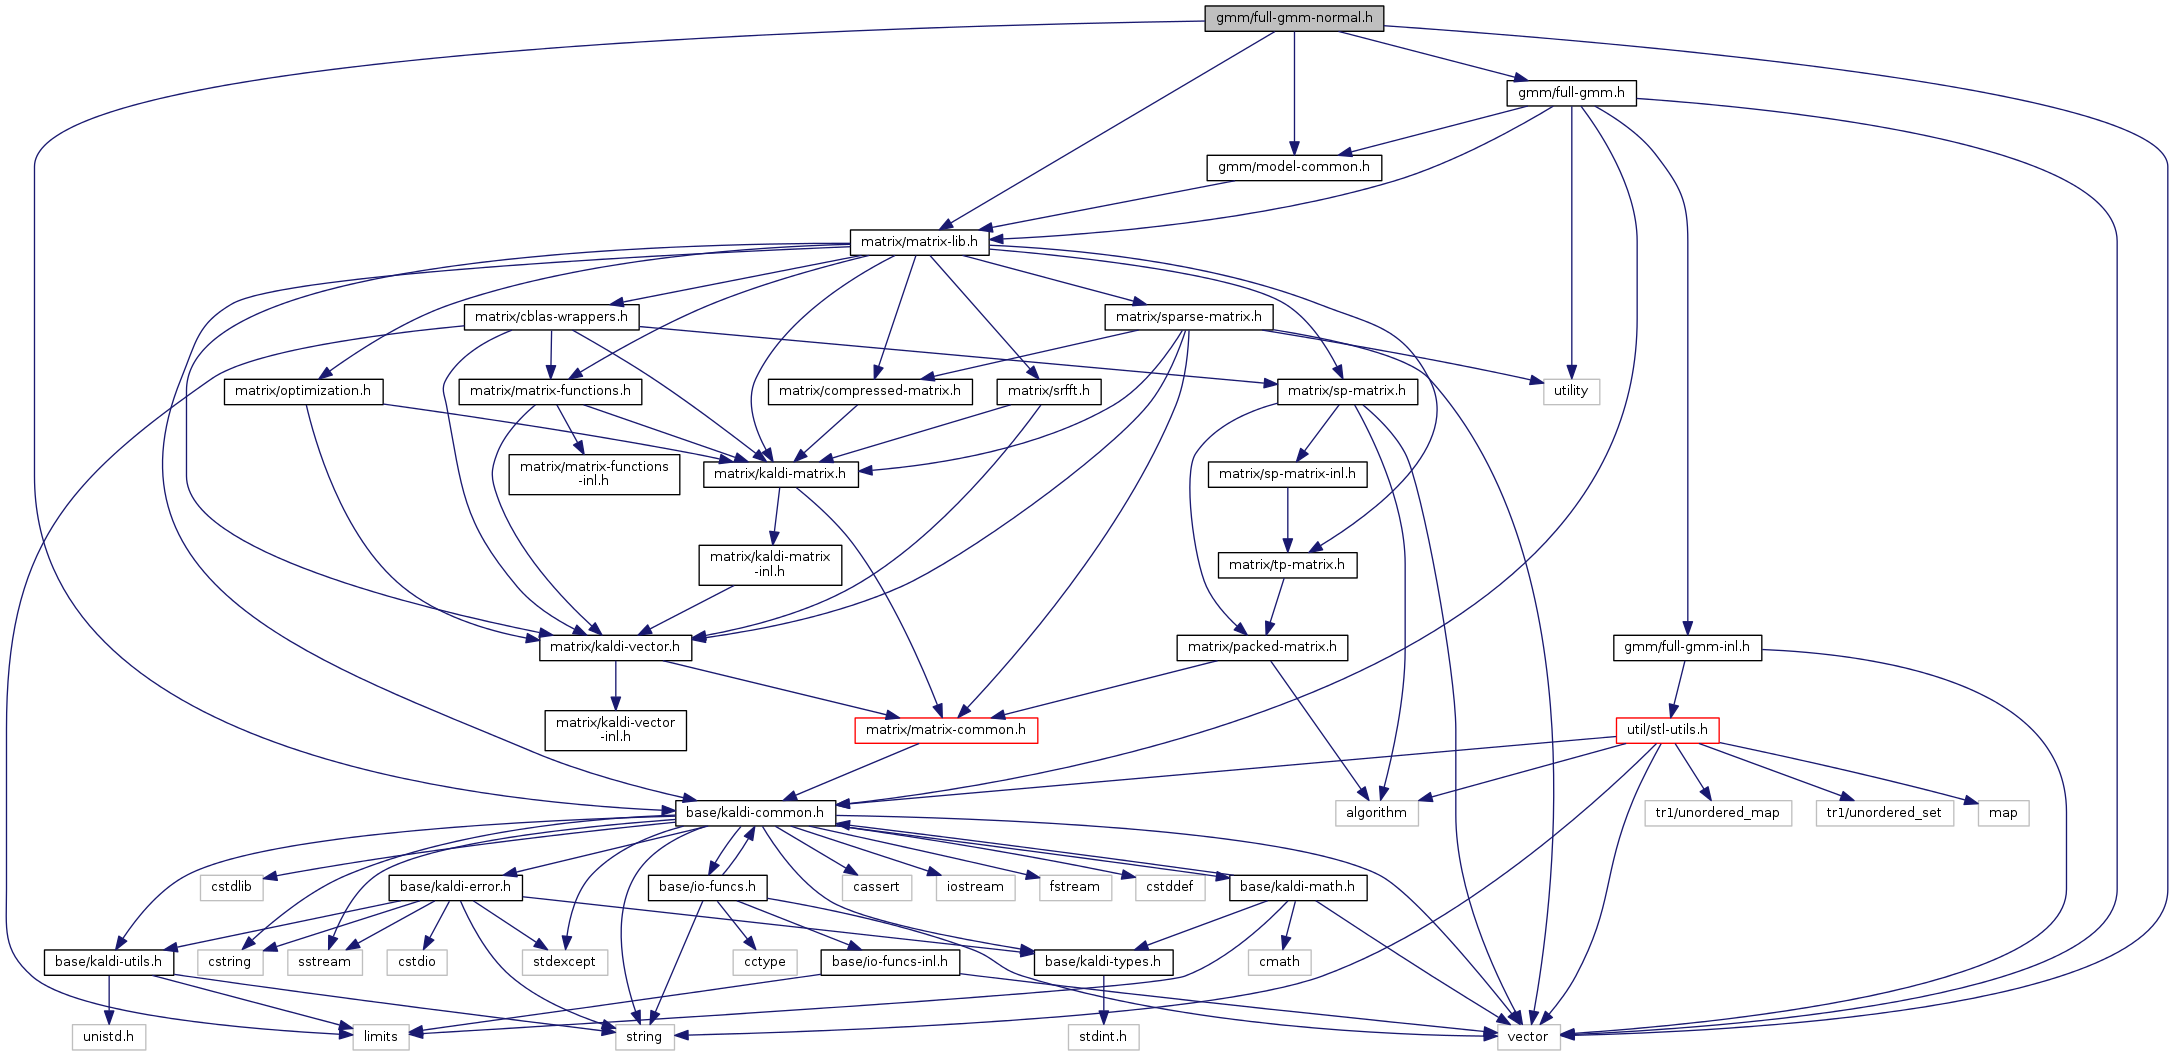 gmm/full-gmm-normal.h
gmm/full-gmm.h
gmm/model-common.h
matrix/matrix-lib.h
matrix/cblas-wrappers.h
matrix/sparse-matrix.h
matrix/optimization.h
matrix/matrix-functions.h
matrix/compressed-matrix.h
matrix/srfft.h
matrix/sp-matrix.h
utility
matrix/matrix-functions
-inl.h
matrix/kaldi-matrix.h
matrix/sp-matrix-inl.h
matrix/kaldi-matrix
-inl.h
matrix/tp-matrix.h
matrix/kaldi-vector.h
matrix/packed-matrix.h
gmm/full-gmm-inl.h
matrix/kaldi-vector
-inl.h
matrix/matrix-common.h
util/stl-utils.h
base/kaldi-common.h
algorithm
tr1/unordered_map
tr1/unordered_set
map
cstdlib
base/kaldi-error.h
base/io-funcs.h
cassert
iostream
fstream
cstddef
base/kaldi-math.h
base/kaldi-utils.h
cstring
sstream
cstdio
stdexcept
cctype
base/io-funcs-inl.h
base/kaldi-types.h
cmath
unistd.h
limits
string
stdint.h
vector